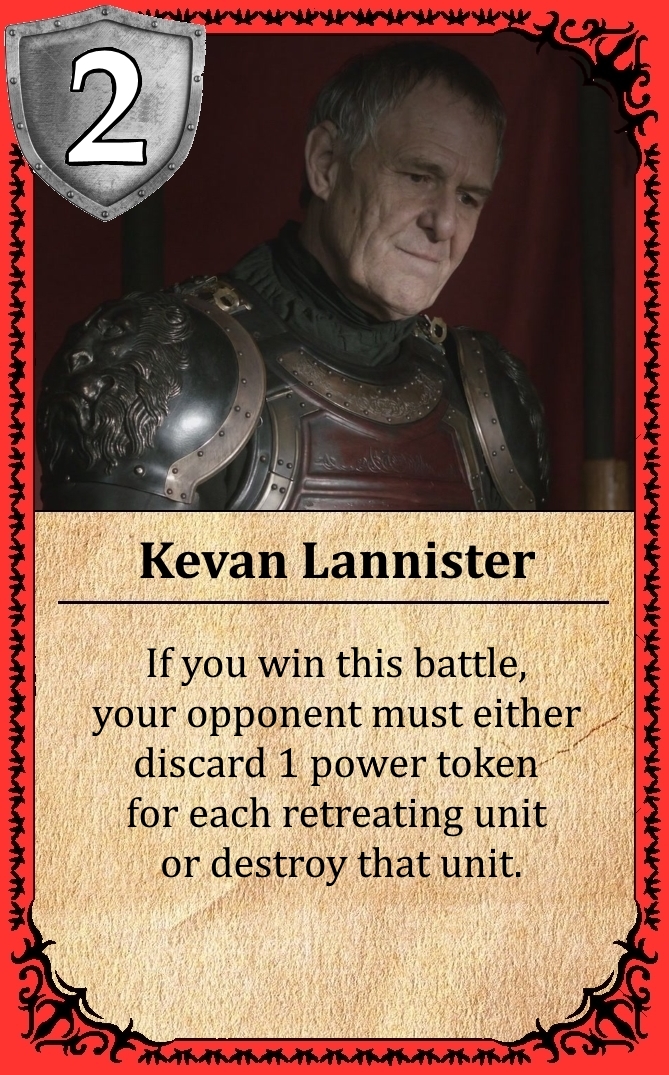 2
Kevan Lannister
If you win this battle,
your opponent must either
discard 1 power token
for each retreating unit
or destroy that unit.